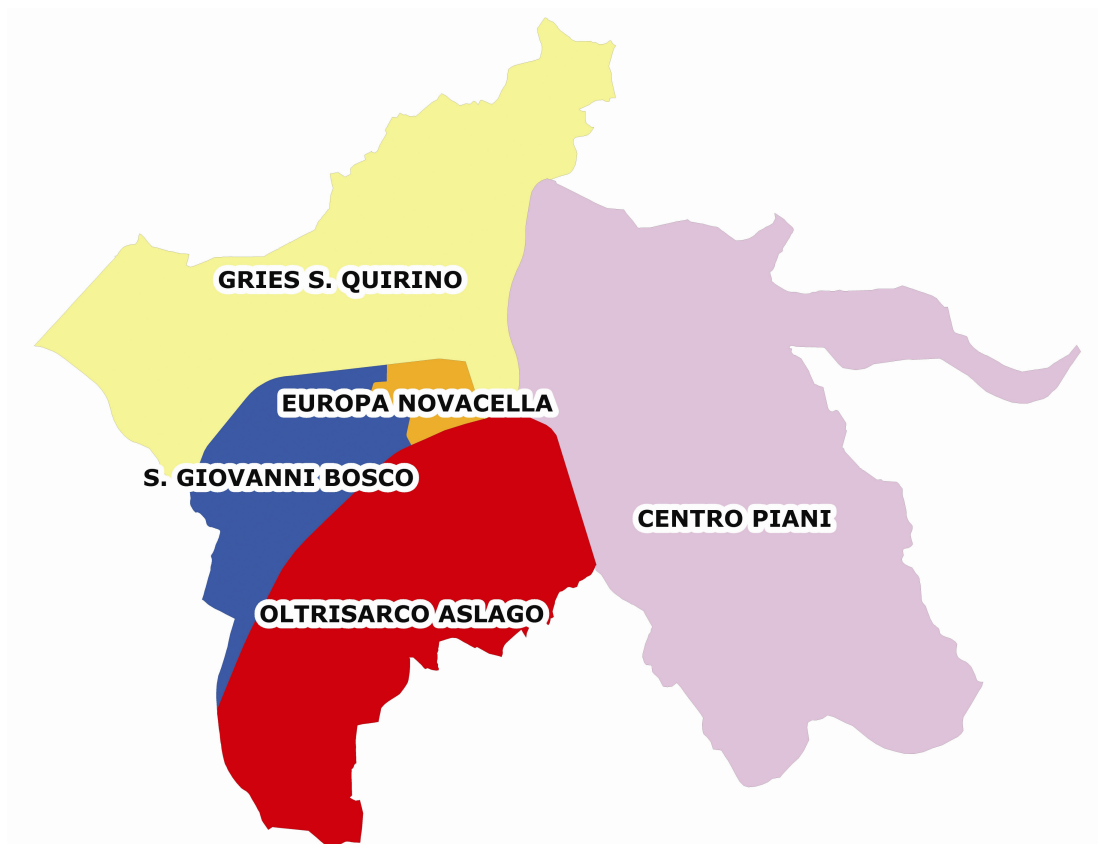 GRIES S. QUIRINO
EUROPA NOVACELLA
S. GIOVANNI BOSCO
CENTRO PIANI
OLTRISARCO ASLAGO